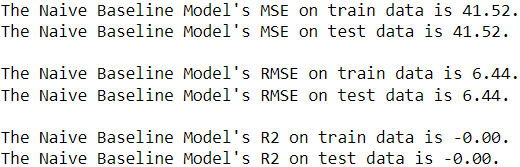 The Naive Baseline Model's MSE on train data is 41.52.
The Naive Baseline Model's MSE on test data is 41.52.
The Naive Baseline Model's RMSE on train data is 6.44.
The Naive Baseline Model's RMSE on test data is 6.44.
The Naive Baseline Model's R2 on train data is -0.00.
The Naive Baseline Model's R2 on test data is -0.00.